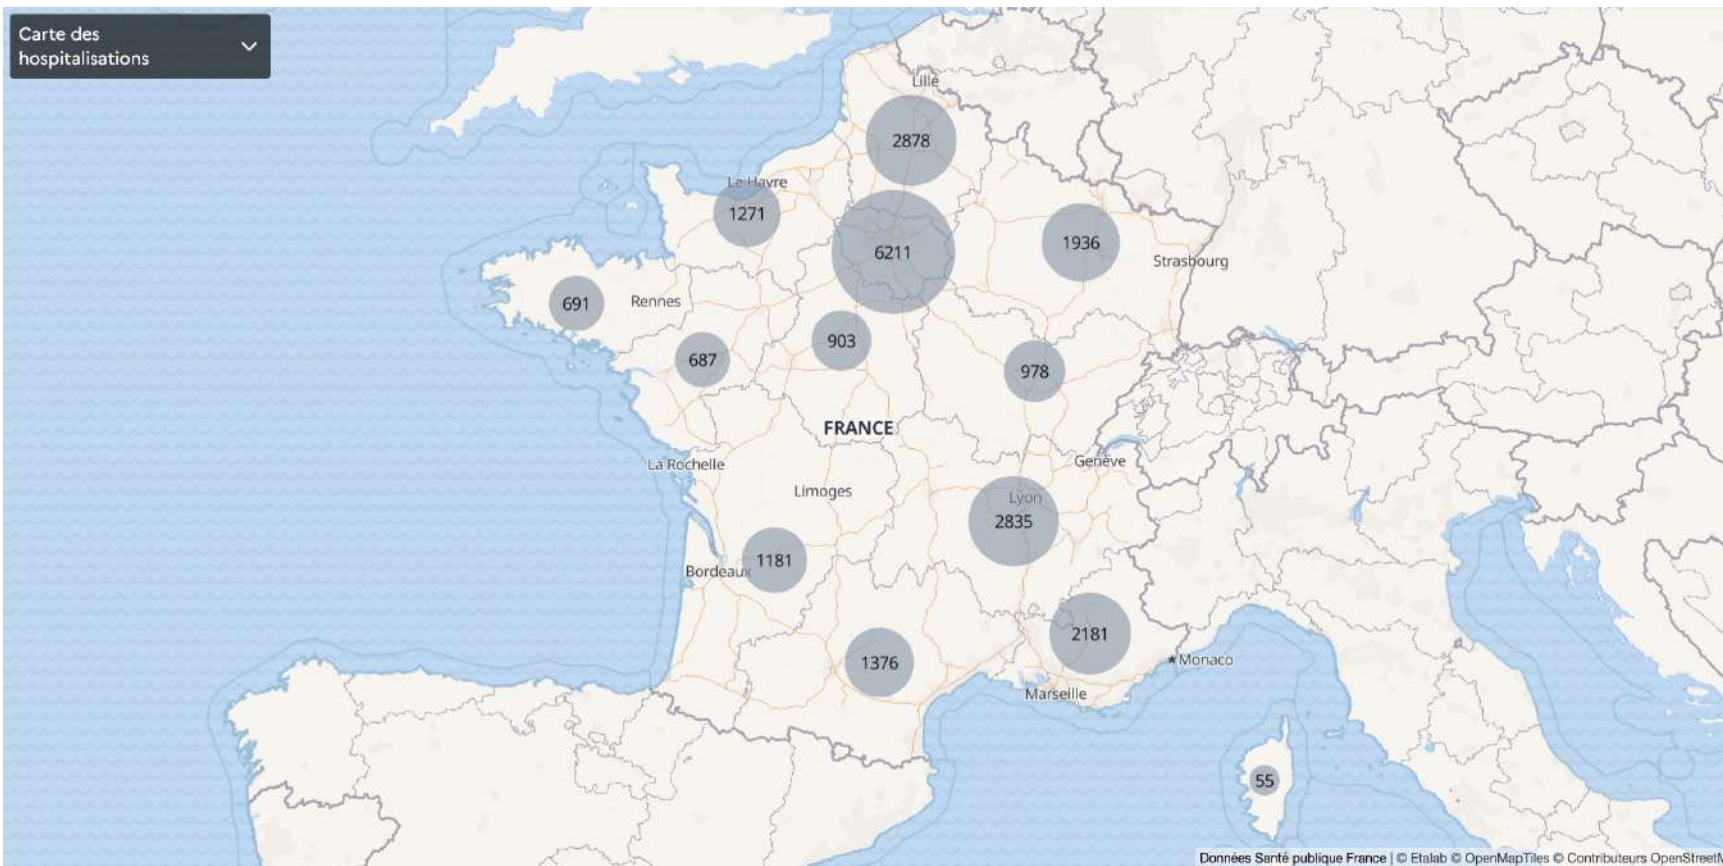 Carte des
hospitalisations
Lille
2878
Le Havre
1271
6211
1936
Strasbourg
691
Rennes
903
687
978
FRANCE
La Rochelle
Genève
Limoges
Lyon
2835
1181
Bordeaux
2181
1376
Monaco
Marseille
55
Données Santé publique France | © Etalab © OpenMapTiles © Contributeurs OpenStreetM